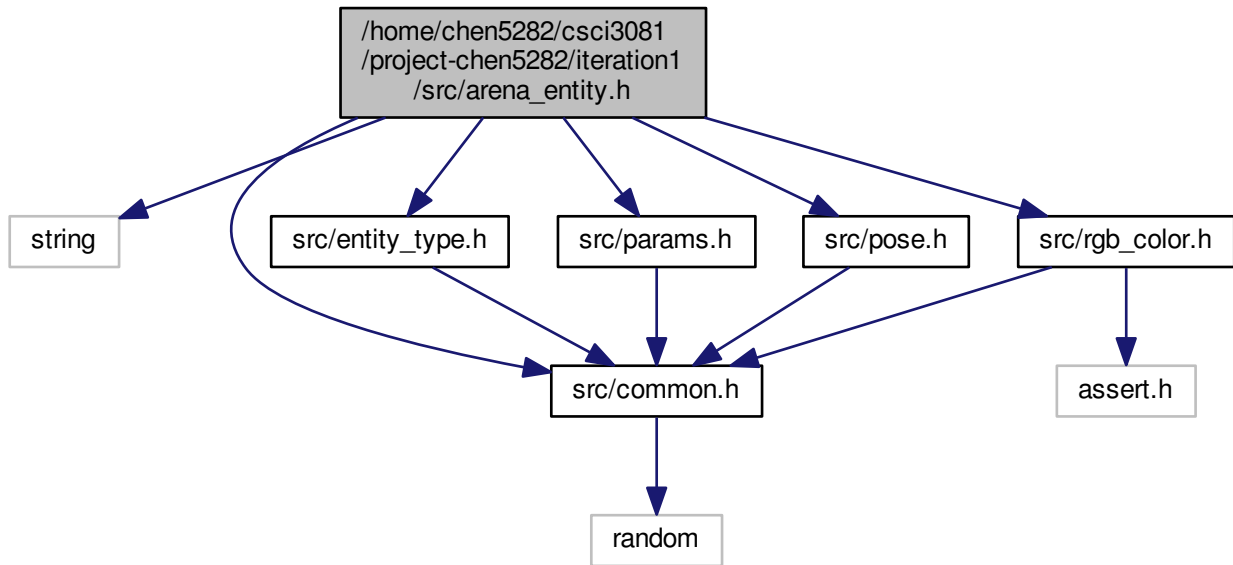 /home/chen5282/csci3081
/project-chen5282/iteration1
/src/arena_entity.h
string
src/entity_type.h
src/params.h
src/pose.h
src/rgb_color.h
src/common.h
assert.h
random